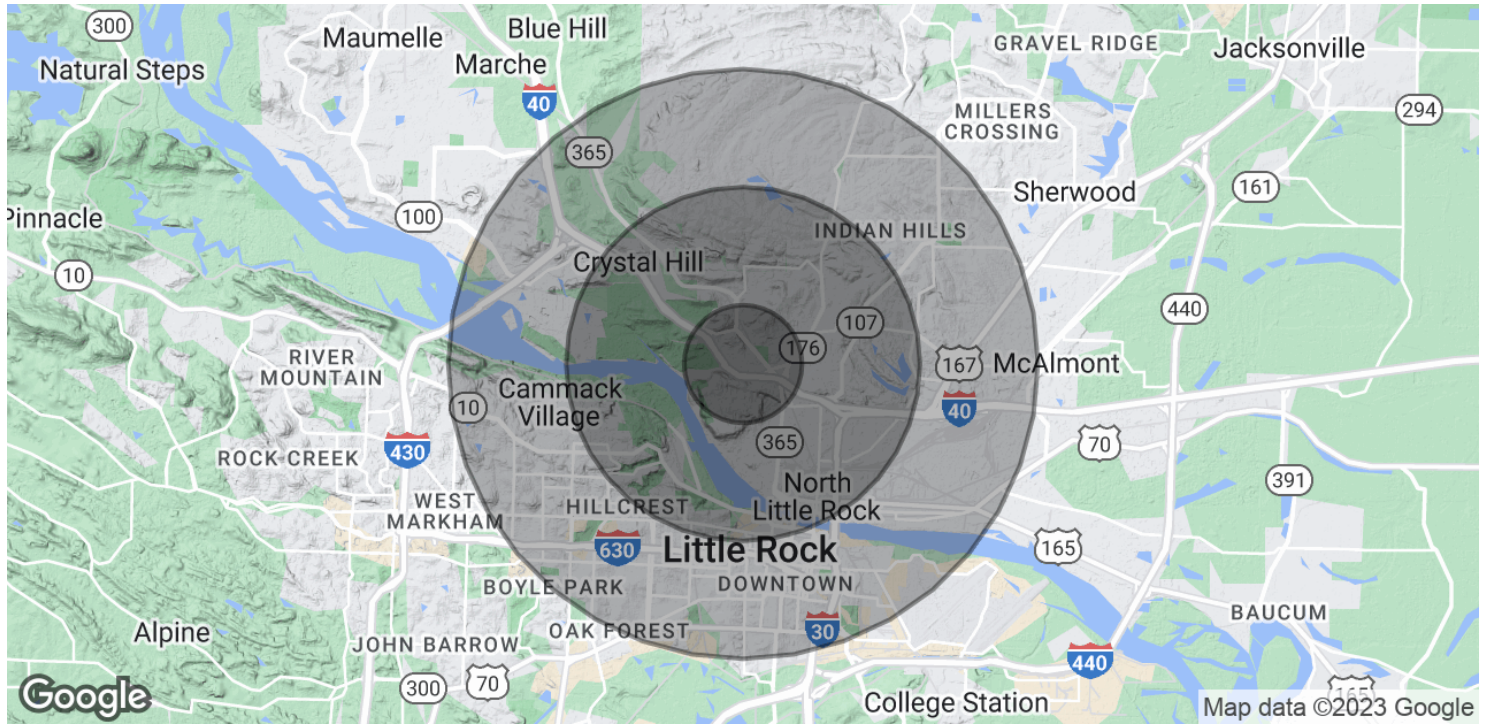 300
Maumelle
Blue Hill
GRAVEL RIDGE
Jacksonville
Natural Steps
Marche
40
MILLERS
CROSSING
294
365
161
Sherwood
Pinnacle
100
INDIAN HILLS
10
Crystal Hill
440
107
176
RIVER
MOUNTAIN
167
McAlmont
Cammack
Village
10
40
430
365
70
ROCK CREEK
391
WEST
MARKHAM
HILLCREST
North
Little Rock
630
Little Rock
165
BOYLE PARK
DOWNTOWN
BAUCUM
Alpine
JOHN BARROW
OAK FOREST
30
440
300
70
College Station
165
Google
Map data ©2023 Google